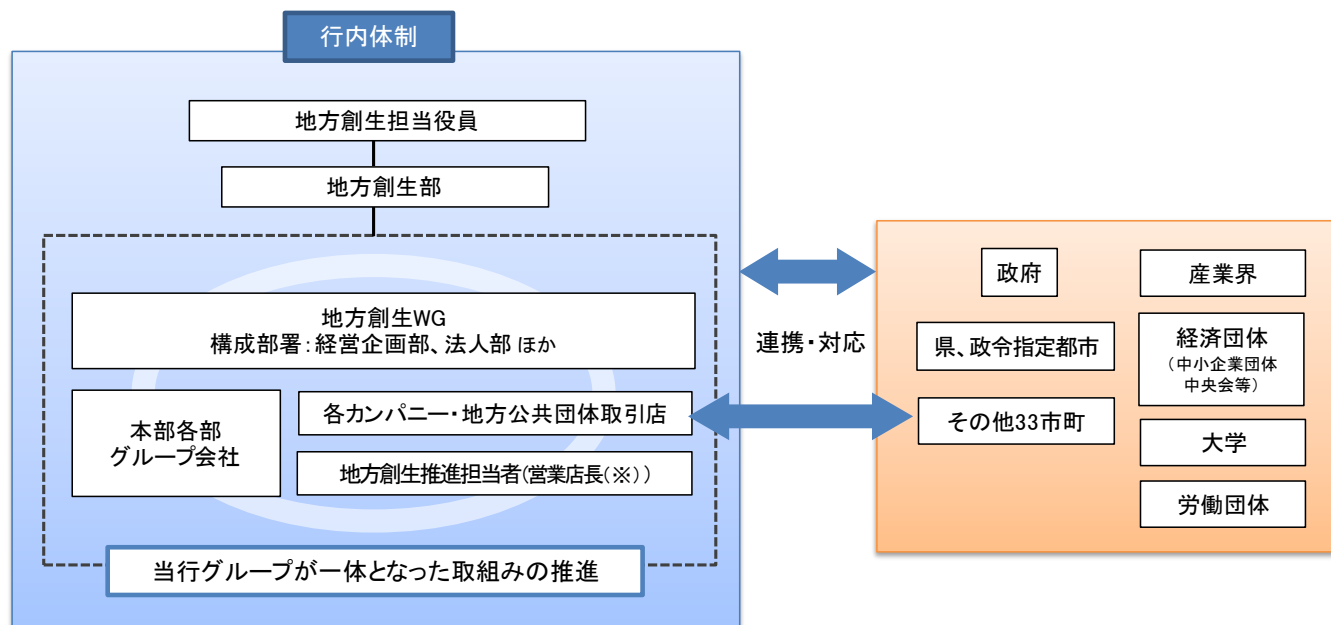 行内体制
地方創生担当役員
地方創生部
地方創生WG
構成部署：経営企画部、法人部 ほか
本部各部
グループ会社
各カンパニー・地方公共団体取引店
地方創生推進担当者(営業店長(※))
当行グループが一体となった取組みの推進
連携・対応
政府
県、政令指定都市
その他33市町
産業界
経済団体
（中小企業団体
中央会等）
大学
労働団体